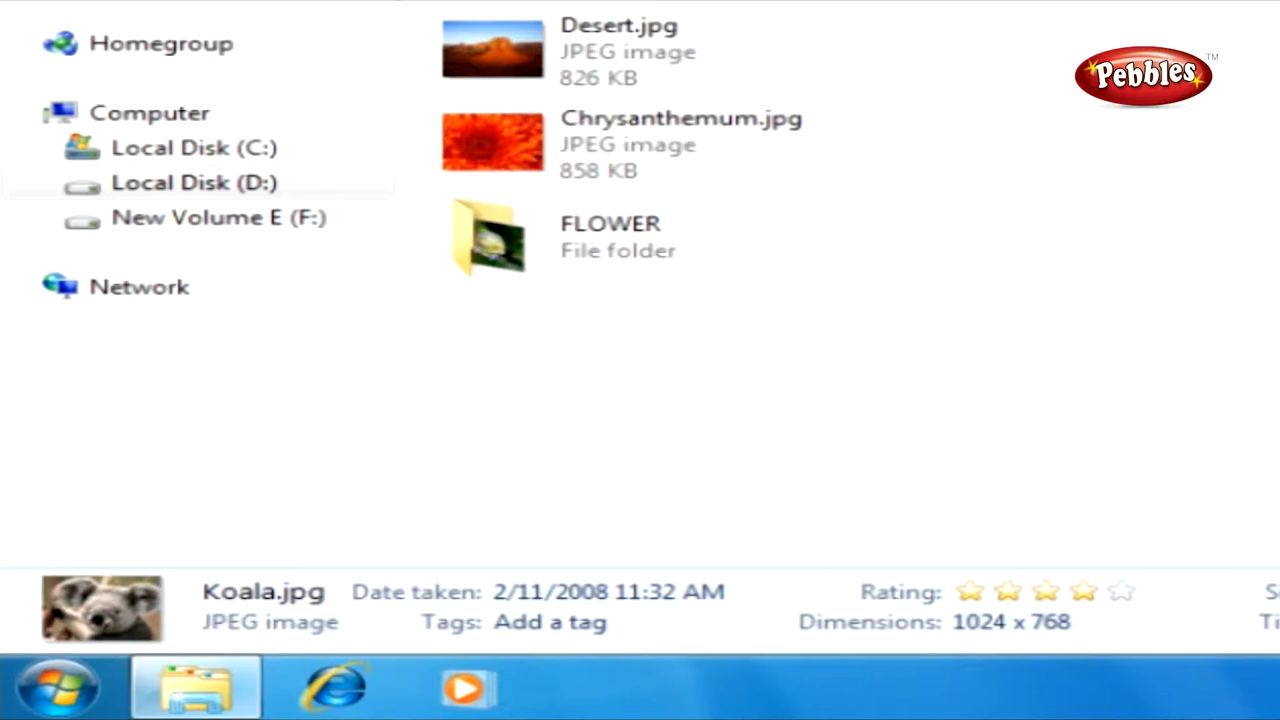 Homegroup
Computer
Local Disk (C:)
Local Disk (D:)
New Volume E (F:)
Network
Desert.jpg
JPEG image
826 KB
Chrysanthemum.jpg
JPEG image
858 KB
FLOWER
File folder
Pebbles™
Koala.jpg Date taken: 2/11/2008 11:32 AM Rating:
JPEG image Tags: Add a tag Dimensions: 1024 x 768